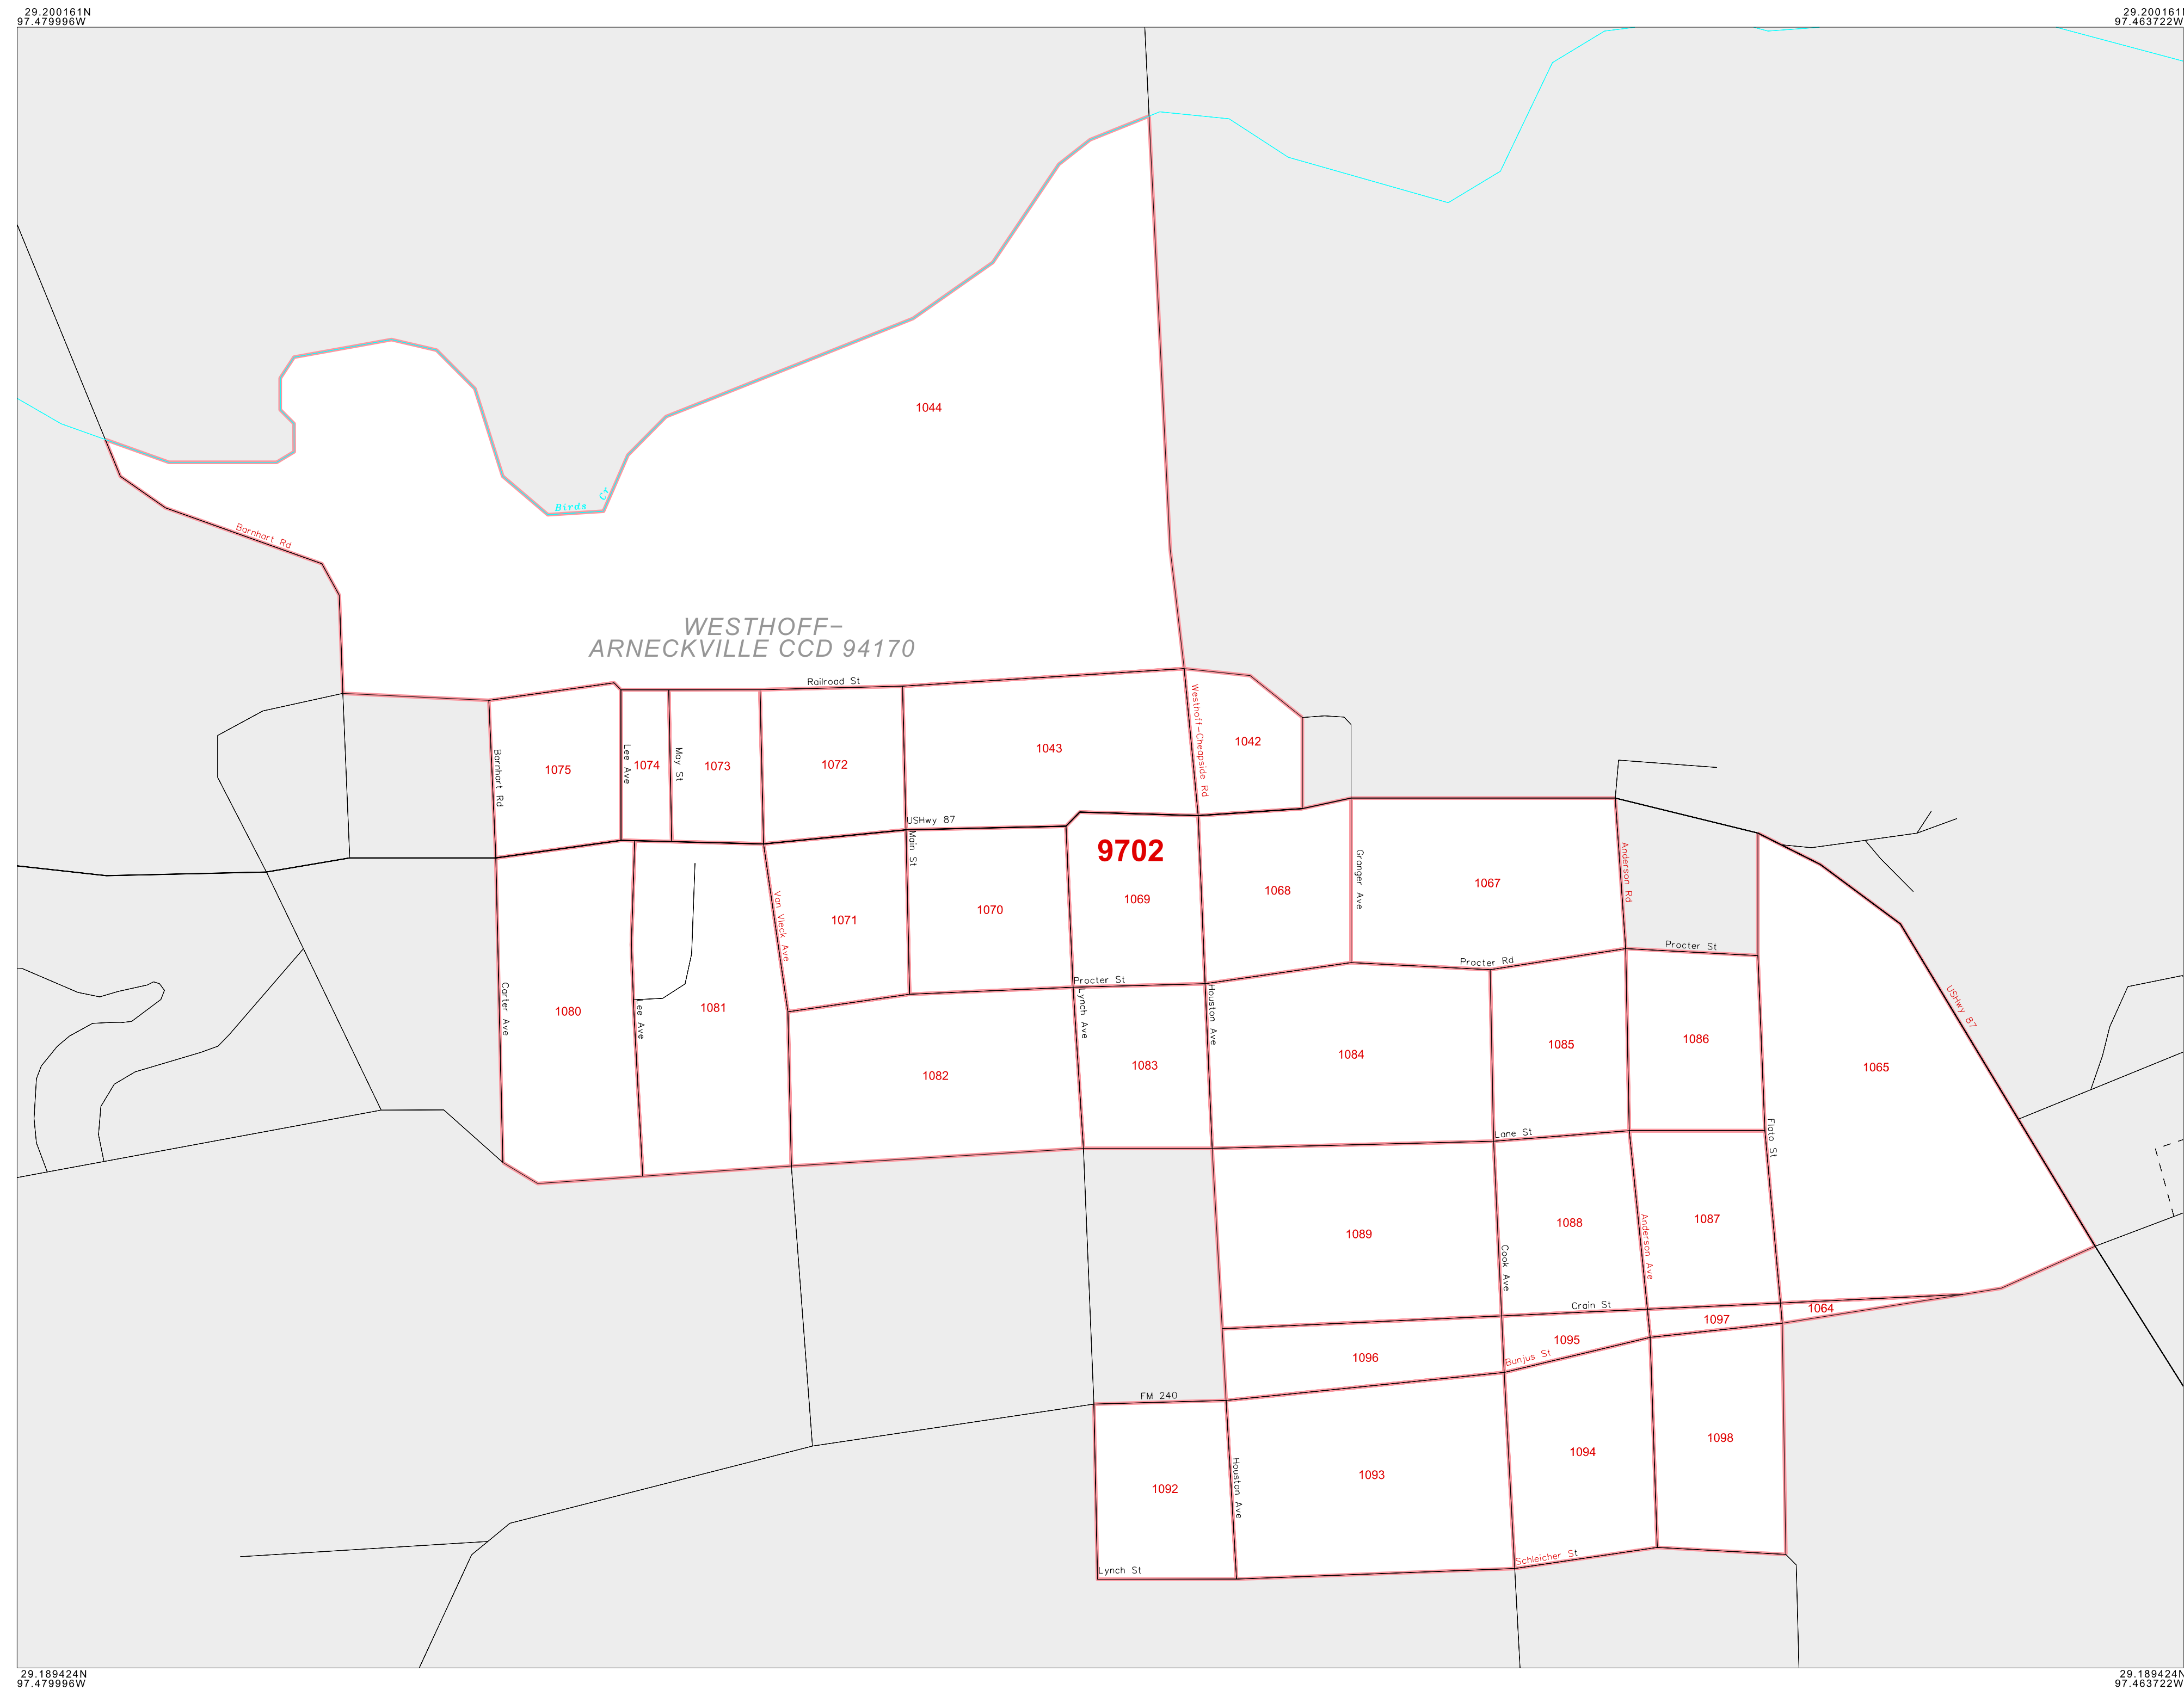 29.200161N
97.479996W
29.200161
97.463722W
1044
Birds Cr
Barnhart Rd
WESTHOFF-
ARNECKVILLE CCD 94170
Railroad St
Westhoff-Cheapside Rd
1042
1043
1072
1073
1074
1075
May St
Lee Ave
Barnhart Rd
USHwy 87
Main St
9702
1069
1068
Granger Ave
1067
Anderson Rd
Van Vleck Ave
1071
1070
Procter St
Procter Rd
Procter St
Carter Ave
1080
Lee Ave
1081
Lynch Ave
Houston Ave
1082
1083
1084
1085
1086
1065
USHwy 87
Lane St
Flato St
1089
Cook Ave
1088
Anderson Ave
1087
Crain St
1064
1097
1095
1096
Bunjus St
FM 240
1092
Houston Ave
1093
1094
1098
Lynch St
Schleicher St
29.189424N
97.479996W
29.189424N
97.463722W